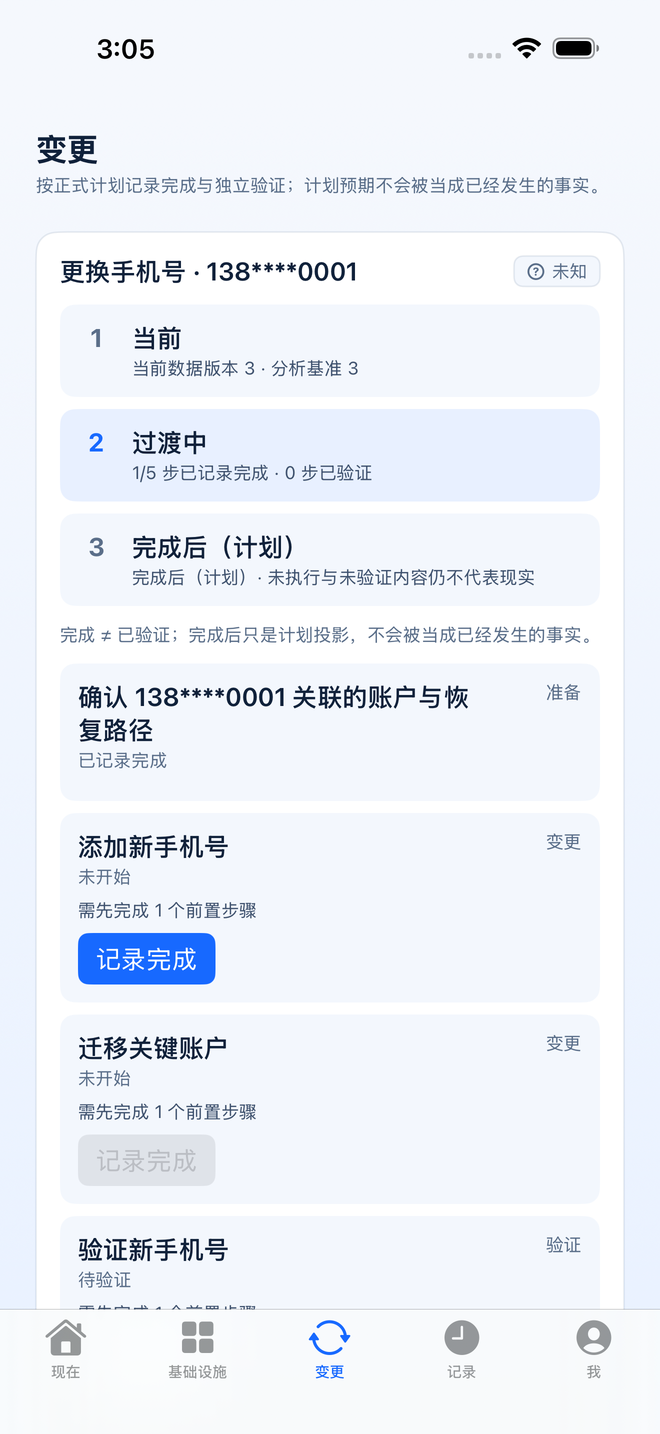 3:05
变更
按正式计划记录完成与独立验证；计划预期不会被当成已经发生的事实。
更换手机号 · 138****0001
未知
1
当前
当前数据版本 3 · 分析基准 3
2
过渡中
1/5 步已记录完成 · 0 步已验证
3
完成后（计划）
完成后（计划）· 未执行与未验证内容仍不代表现实
完成 ≠ 已验证；完成后只是计划投影，不会被当成已经发生的事实。
确认 138****0001 关联的账户与恢
复路径
准备
已记录完成
添加新手机号
变更
未开始
需先完成 1 个前置步骤
记录完成
迁移关键账户
变更
未开始
需先完成 1 个前置步骤
记录完成
验证新手机号
验证
待验证
现在
基础设施
变更
记录
我